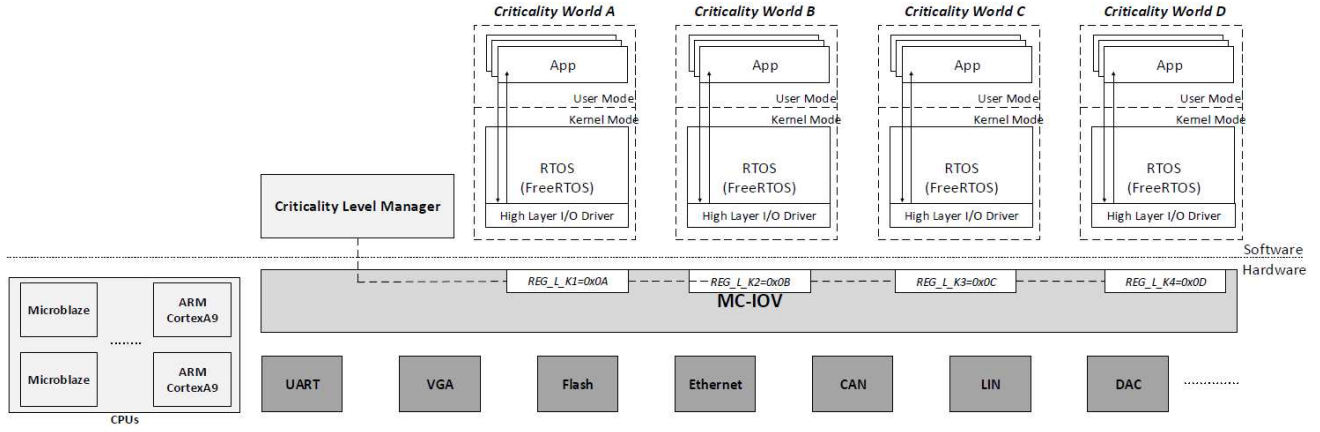 Criticality World A
Criticality World B
Criticality World C
Criticality World D
App
App
App
App
User Mode
User Mode
User Mode
User Mode
Kernel Mode
Kernel Mode
Kernel Mode
Kernel Mode
RTOS
(FreeRTOS)
RTOS
(FreeRTOS)
RTOS
(FreeRTOS)
RTOS
(FreeRTOS)
High Layer I/O Driver
High Layer I/O Driver
High Layer I/O Driver
High Layer I/O Driver
Criticality Level Manager
Software
Hardware
REG_L_K1=0x0A
REG_L_K2=0x0B
REG_L_K3=0x0C
REG_L_K4=0x0D
MC-IOV
Microblaze
ARM
CortexA9
........
Microblaze
ARM
CortexA9
CPUs
UART
VGA
Flash
Ethernet
CAN
LIN
DAC
............